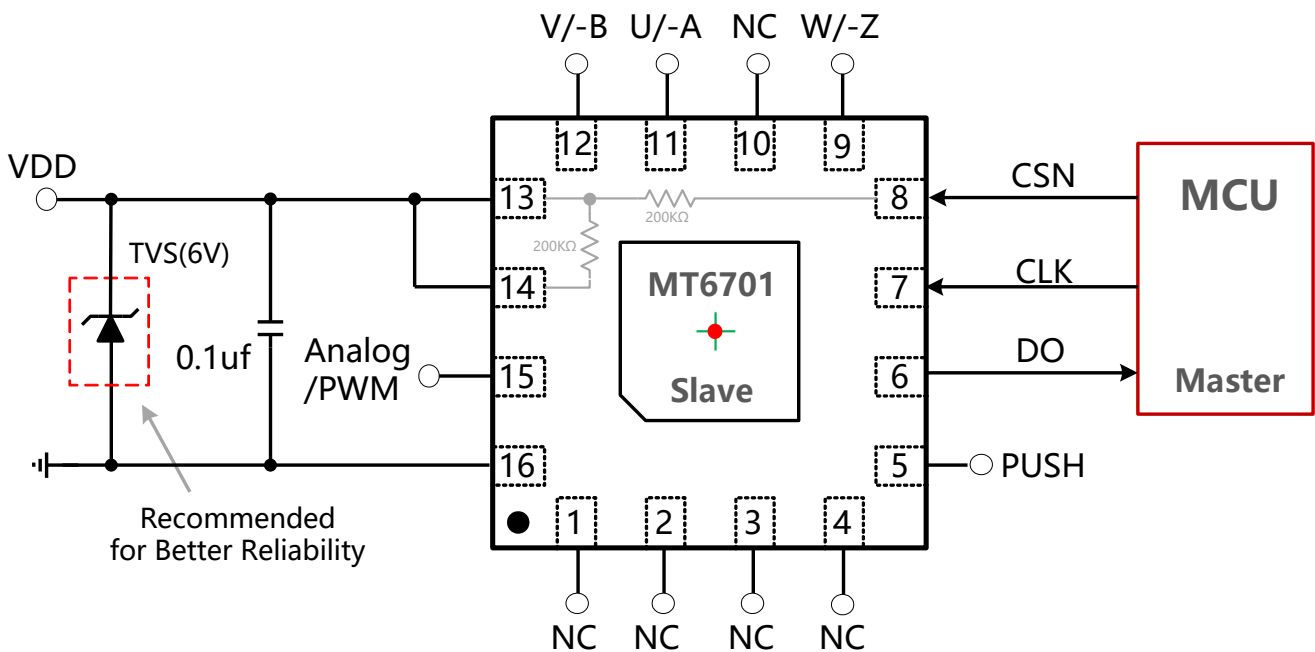 V/-B U/-A NC W/-Z
12 11 10 9
VDD
13
200KΩ
8
CSN
MCU
TVS(6V)
200KΩ
14
MT6701
7
CLK
0.1uf
Analog
/PWM
15
Slave
6
DO
Master
16
5
PUSH
Recommended
for Better Reliability
1 2 3 4
NC NC NC NC